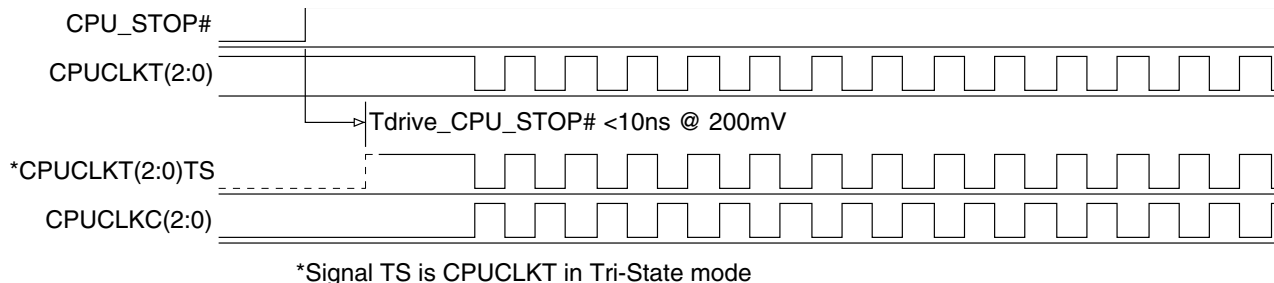 CPU_STOP#
CPUCLKT(2:0)
Tdrive_CPU_STOP# <10ns @ 200mV
*CPUCLKT(2:0)TS
CPUCLKC(2:0)
*Signal TS is CPUCLKT in Tri-State mode